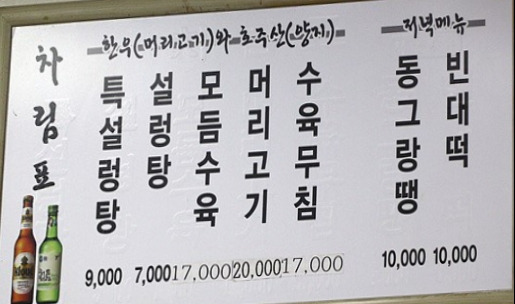 차림표
한우(머리고기)와 호주산(양지)
특설렁탕
설렁탕
모듬수육
머리고기
수육무침
9,000
7,000
17,000
20,000
17,000
저녁메뉴
동그랑땡
빈대떡
10,000
10,000